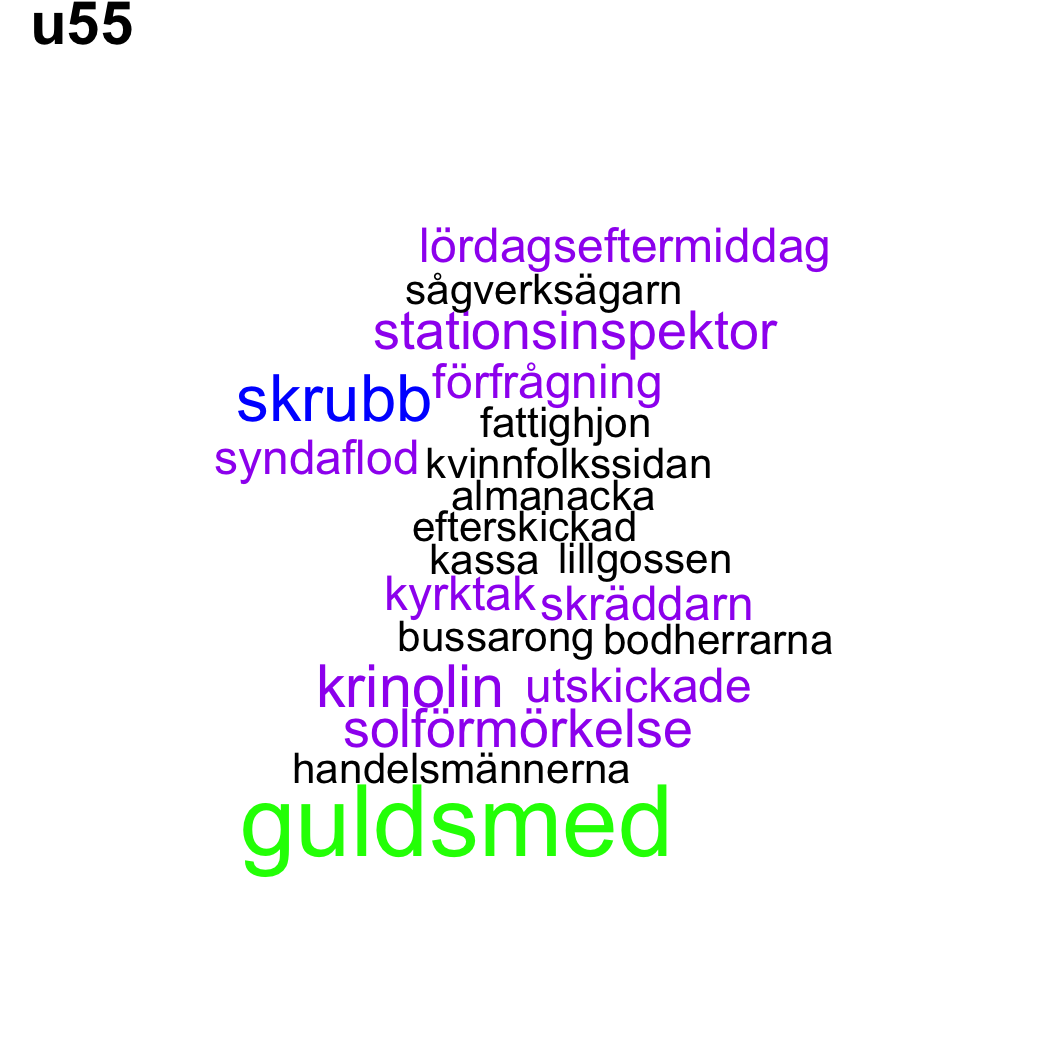 u55
lördagseftermiddag
sågverksägarn
stationsinspektor
förfrågning
skrubb
fattighjon
syndaflod kvinnfolkssidan
almanacka
efterskickad
kassa lillgossen
kyrktak skräddarn
bussarong bodherrarna
krinolin utskickade
solförmörkelse
handelsmännerna
guldsmed